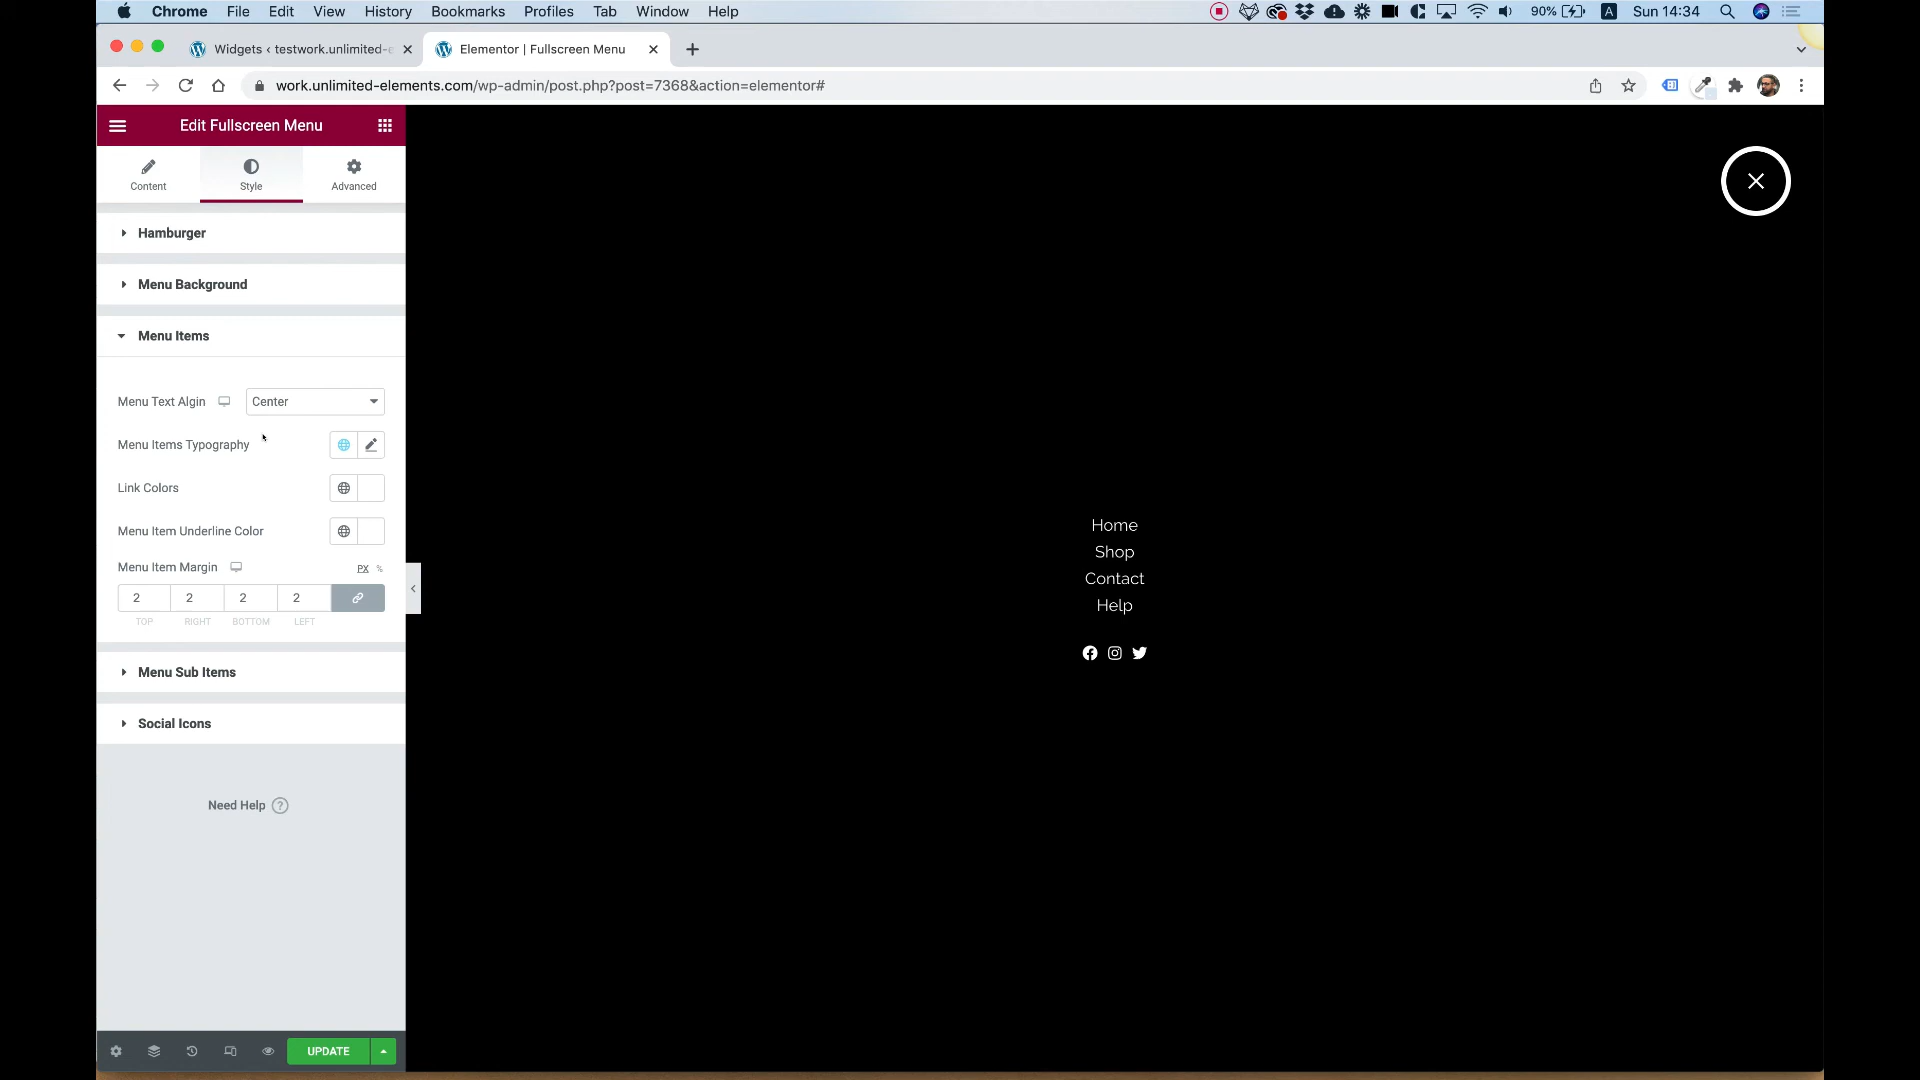 Chrome File Edit View History Bookmarks Profiles Tab Window Help 90% A Sun 14:34
Widgets ‹ testwork.unlimited-e Elementor | Fullscreen Menu
work.unlimited-elements.com/wp-admin/post.php?post=7368&action=elementor#
Edit Fullscreen Menu
Content Style Advanced
Hamburger
Menu Background
Menu Items
Menu Text Algin Center
Menu Items Typography
Link Colors
Menu Item Underline Color
Menu Item Margin PX %
2 2 2 2
TOP RIGHT BOTTOM LEFT
Menu Sub Items
Social Icons
Need Help ?
UPDATE
Home
Shop
Contact
Help